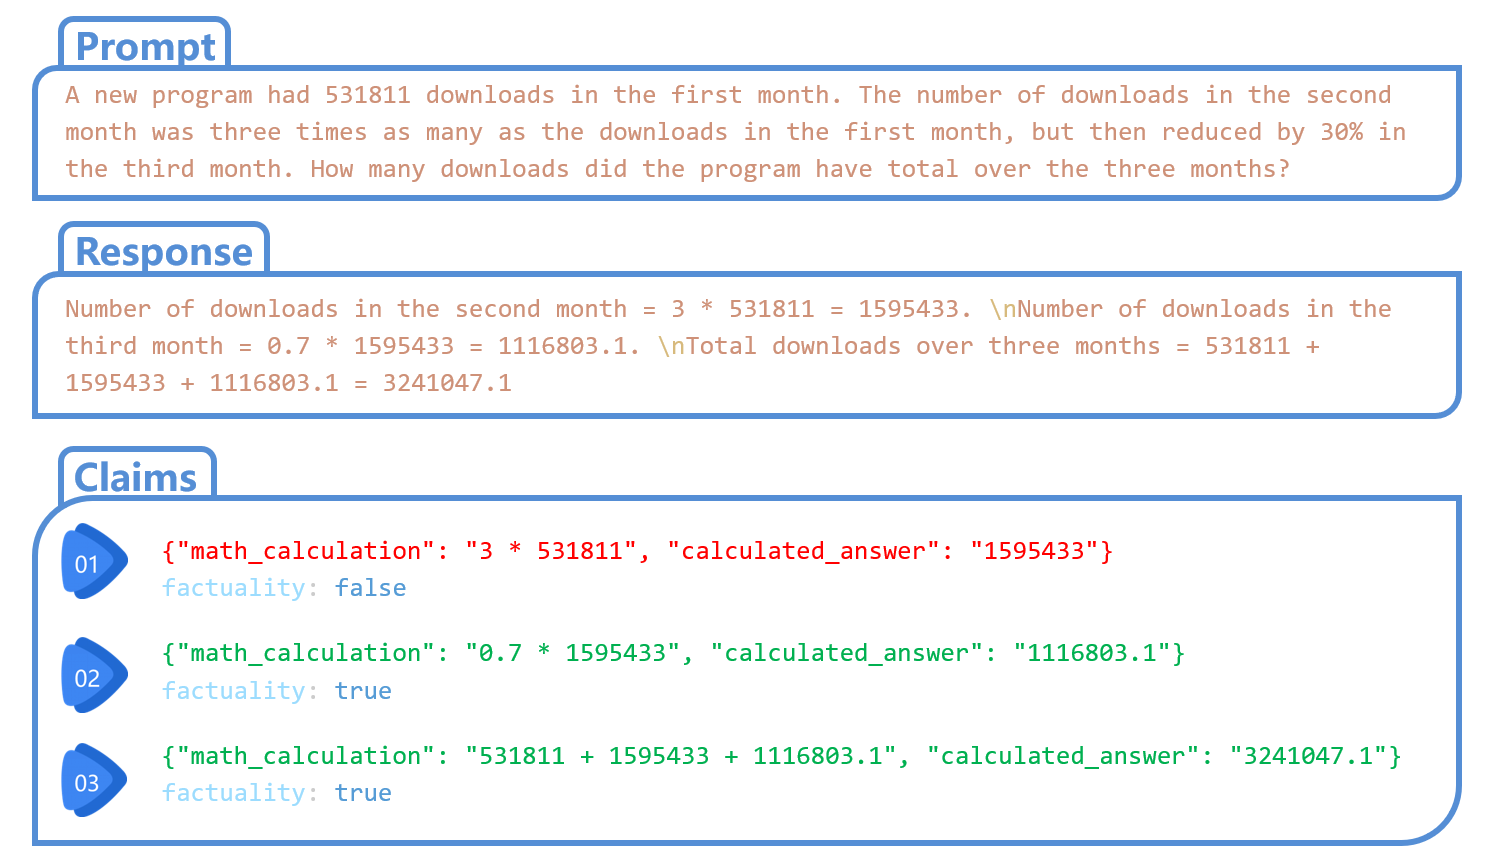 Prompt
A new program had 531811 downloads in the first month. The number of downloads in the second
month was three times as many as the downloads in the first month, but then reduced by 30% in
the third month. How many downloads did the program have total over the three months?
Response
Number of downloads in the second month = 3 * 531811 = 1595433. \nNumber of downloads in the
third month = 0.7 * 1595433 = 1116803.1. \nTotal downloads over three months = 531811 +
1595433 + 1116803.1 = 3241047.1
Claims
01
{"math_calculation": "3 * 531811", "calculated_answer": "1595433"}
factuality: false
02
{"math_calculation": "0.7 * 1595433", "calculated_answer": "1116803.1"}
factuality: true
03
{"math_calculation": "531811 + 1595433 + 1116803.1", "calculated_answer": "3241047.1"}
factuality: true